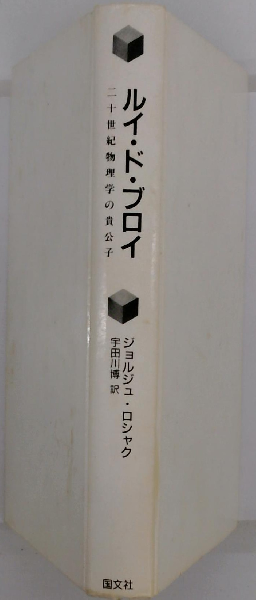 ルイ・ド・ブロイ
二十世紀物理学の貴公子
ジョルジュ・ロシャク
宇田川博訳
国文社